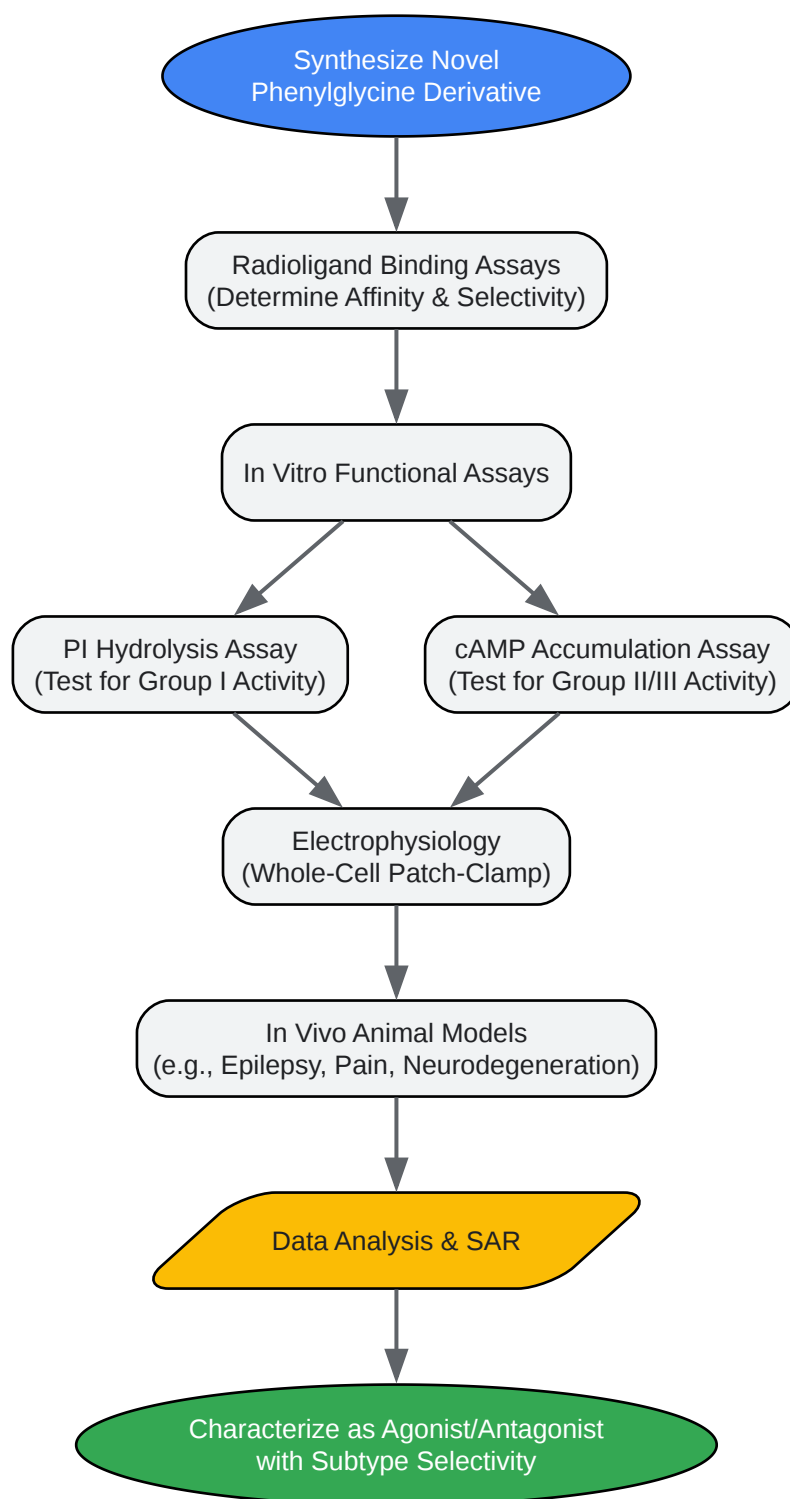 Synthesize Novel
Phenylglycine Derivative
Radioligand Binding Assays
(Determine Affinity & Selectivity)
In Vitro Functional Assays
PI Hydrolysis Assay
(Test for Group I Activity)
cAMP Accumulation Assay
(Test for Group II/III Activity)
Electrophysiology
(Whole-Cell Patch-Clamp)
In Vivo Animal Models
(e.g., Epilepsy, Pain, Neurodegeneration)
Data Analysis & SAR
Characterize as Agonist/Antagonist
with Subtype Selectivity